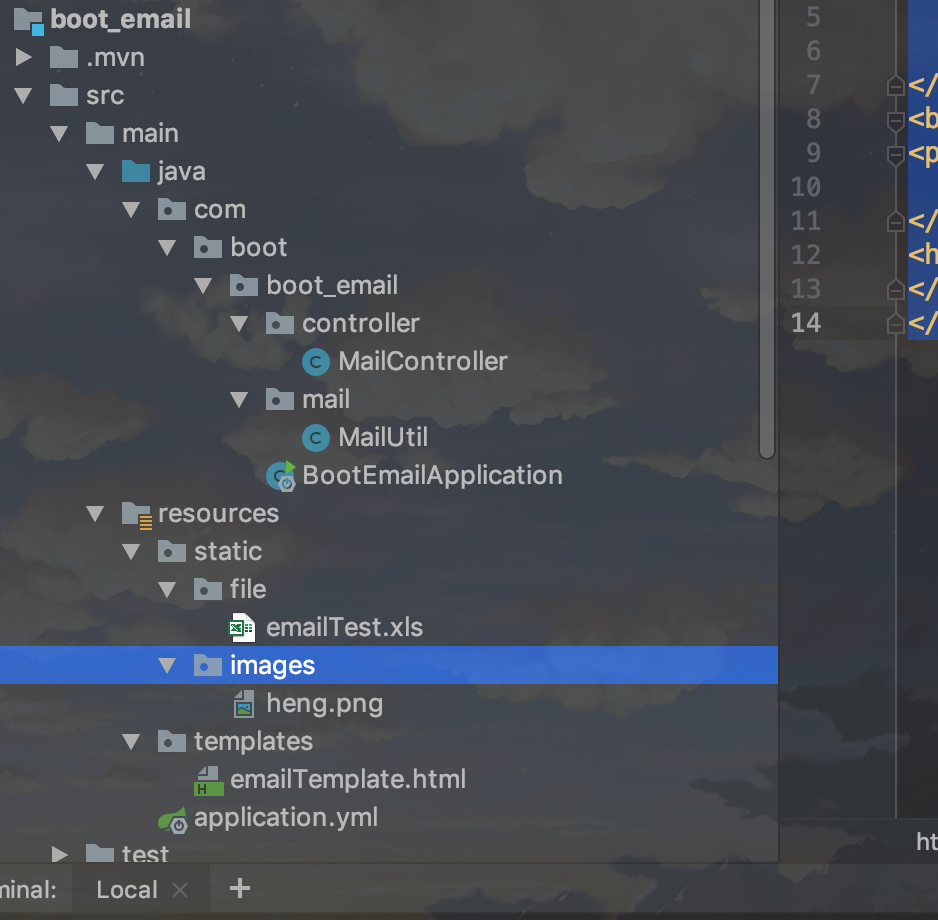 boot_email
.mvn
src
main
java
com
boot
boot_email
controller
MailController
mail
MailUtil
BootEmailApplication
resources
static
file
emailTest.xls
images
heng.png
templates
emailTemplate.html
application.yml
test
minal:
Local
5
6
7 </
8 <b
9 <p
10
11 </
12 <h
13 </
14 </
ht